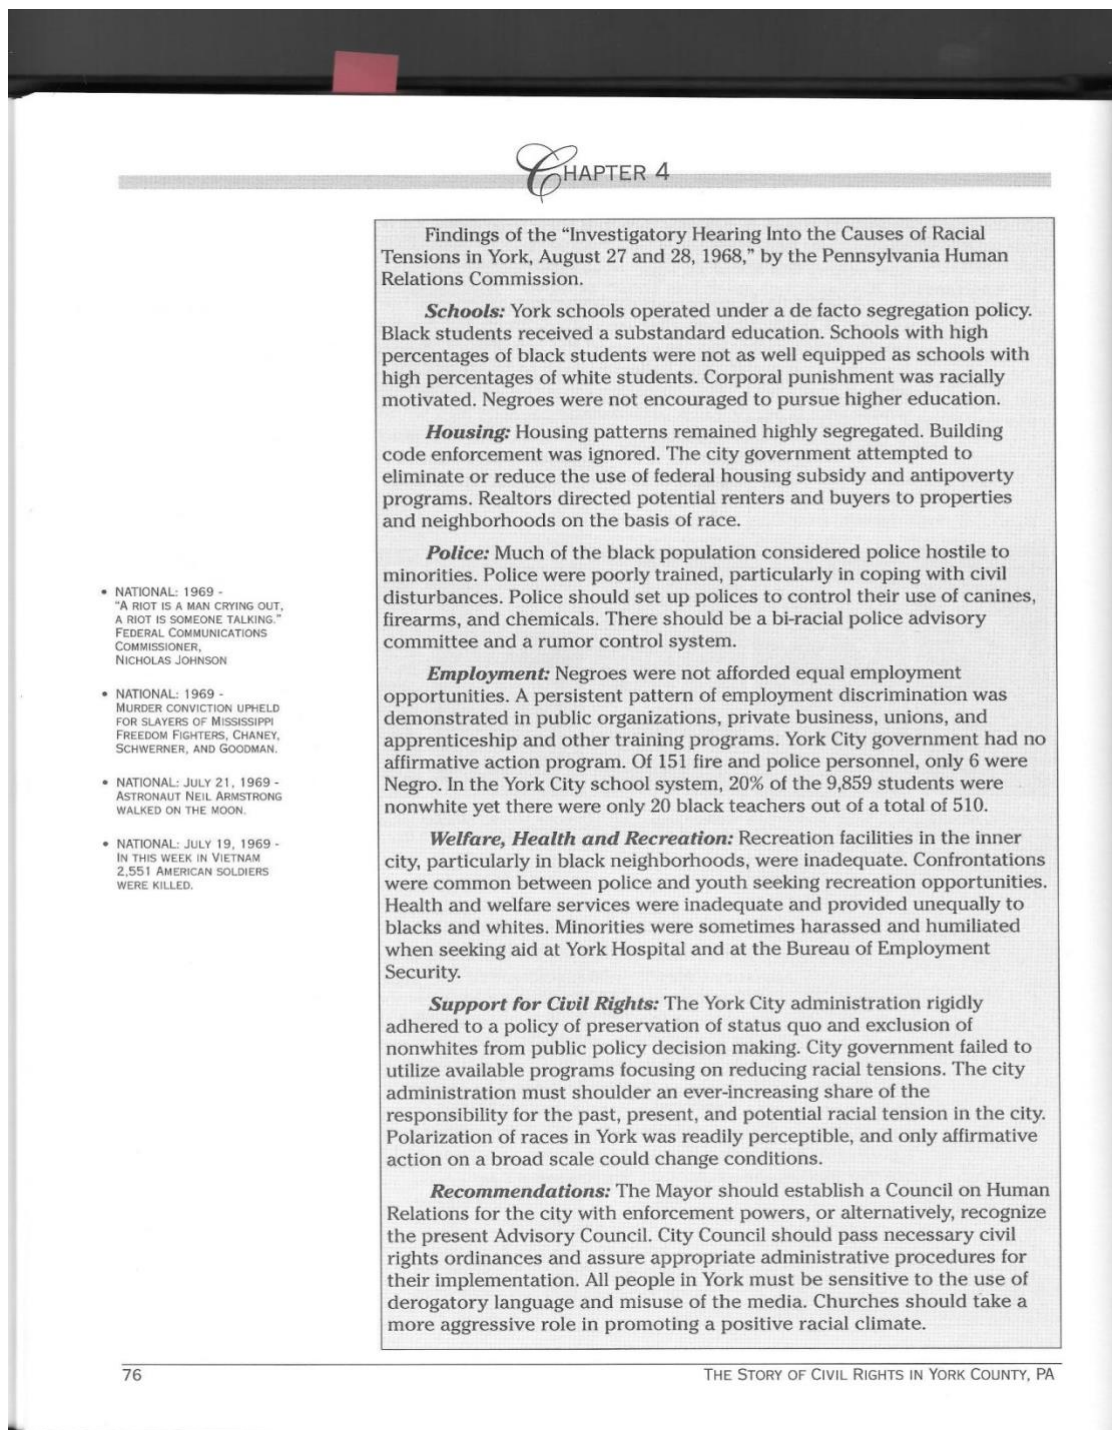 CHAPTER 4
Findings of the “Investigatory Hearing Into the Causes of Racial
Tensions in York, August 27 and 28, 1968,” by the Pennsylvania Human
Relations Commission.
Schools: York schools operated under a de facto segregation policy.
Black students received a substandard education. Schools with high
percentages of black students were not as well equipped as schools with
high percentages of white students. Corporal punishment was racially
motivated. Negroes were not encouraged to pursue higher education.
Housing: Housing patterns remained highly segregated. Building
code enforcement was ignored. The city government attempted to
eliminate or reduce the use of federal housing subsidy and antipoverty
programs. Realtors directed potential renters and buyers to properties
and neighborhoods on the basis of race.
Police: Much of the black population considered police hostile to
minorities. Police were poorly trained, particularly in coping with civil
disturbances. Police should set up polices to control their use of canines,
firearms, and chemicals. There should be a bi-racial police advisory
committee and a rumor control system.
Employment: Negroes were not afforded equal employment
opportunities. A persistent pattern of employment discrimination was
demonstrated in public organizations, private business, unions, and
apprenticeship and other training programs. York City government had no
affirmative action program. Of 151 fire and police personnel, only 6 were
Negro. In the York City school system, 20% of the 9,859 students were
nonwhite yet there were only 20 black teachers out of a total of 510.
Welfare, Health and Recreation: Recreation facilities in the inner
city, particularly in black neighborhoods, were inadequate. Confrontations
were common between police and youth seeking recreation opportunities.
Health and welfare services were inadequate and provided unequally to
blacks and whites. Minorities were sometimes harassed and humiliated
when seeking aid at York Hospital and at the Bureau of Employment
Security.
Support for Civil Rights: The York City administration rigidly
adhered to a policy of preservation of status quo and exclusion of
nonwhites from public policy decision making. City government failed to
utilize available programs focusing on reducing racial tensions. The city
administration must shoulder an ever-increasing share of the
responsibility for the past, present, and potential racial tension in the city.
Polarization of races in York was readily perceptible, and only affirmative
action on a broad scale could change conditions.
Recommendations: The Mayor should establish a Council on Human
Relations for the city with enforcement powers, or alternatively, recognize
the present Advisory Council. City Council should pass necessary civil
rights ordinances and assure appropriate administrative procedures for
their implementation. All people in York must be sensitive to the use of
derogatory language and misuse of the media. Churches should take a
more aggressive role in promoting a positive racial climate.
• NATIONAL: 1969 -
"A RIOT IS A MAN CRYING OUT,
A RIOT IS SOMEONE TALKING."
FEDERAL COMMUNICATIONS
COMMISSIONER,
NICHOLAS JOHNSON
• NATIONAL: 1969 -
MURDER CONVICTION UPHELD
FOR SLAYERS OF MISSISSIPPI
FREEDOM FIGHTERS, CHANEY,
SCHWERNER, AND GOODMAN.
• NATIONAL: JULY 21, 1969 -
ASTRONAUT NEIL ARMSTRONG
WALKED ON THE MOON.
• NATIONAL: JULY 19, 1969 -
IN THIS WEEK IN VIETNAM
2,551 AMERICAN SOLDIERS
WERE KILLED.
76
THE STORY OF CIVIL RIGHTS IN YORK COUNTY, PA